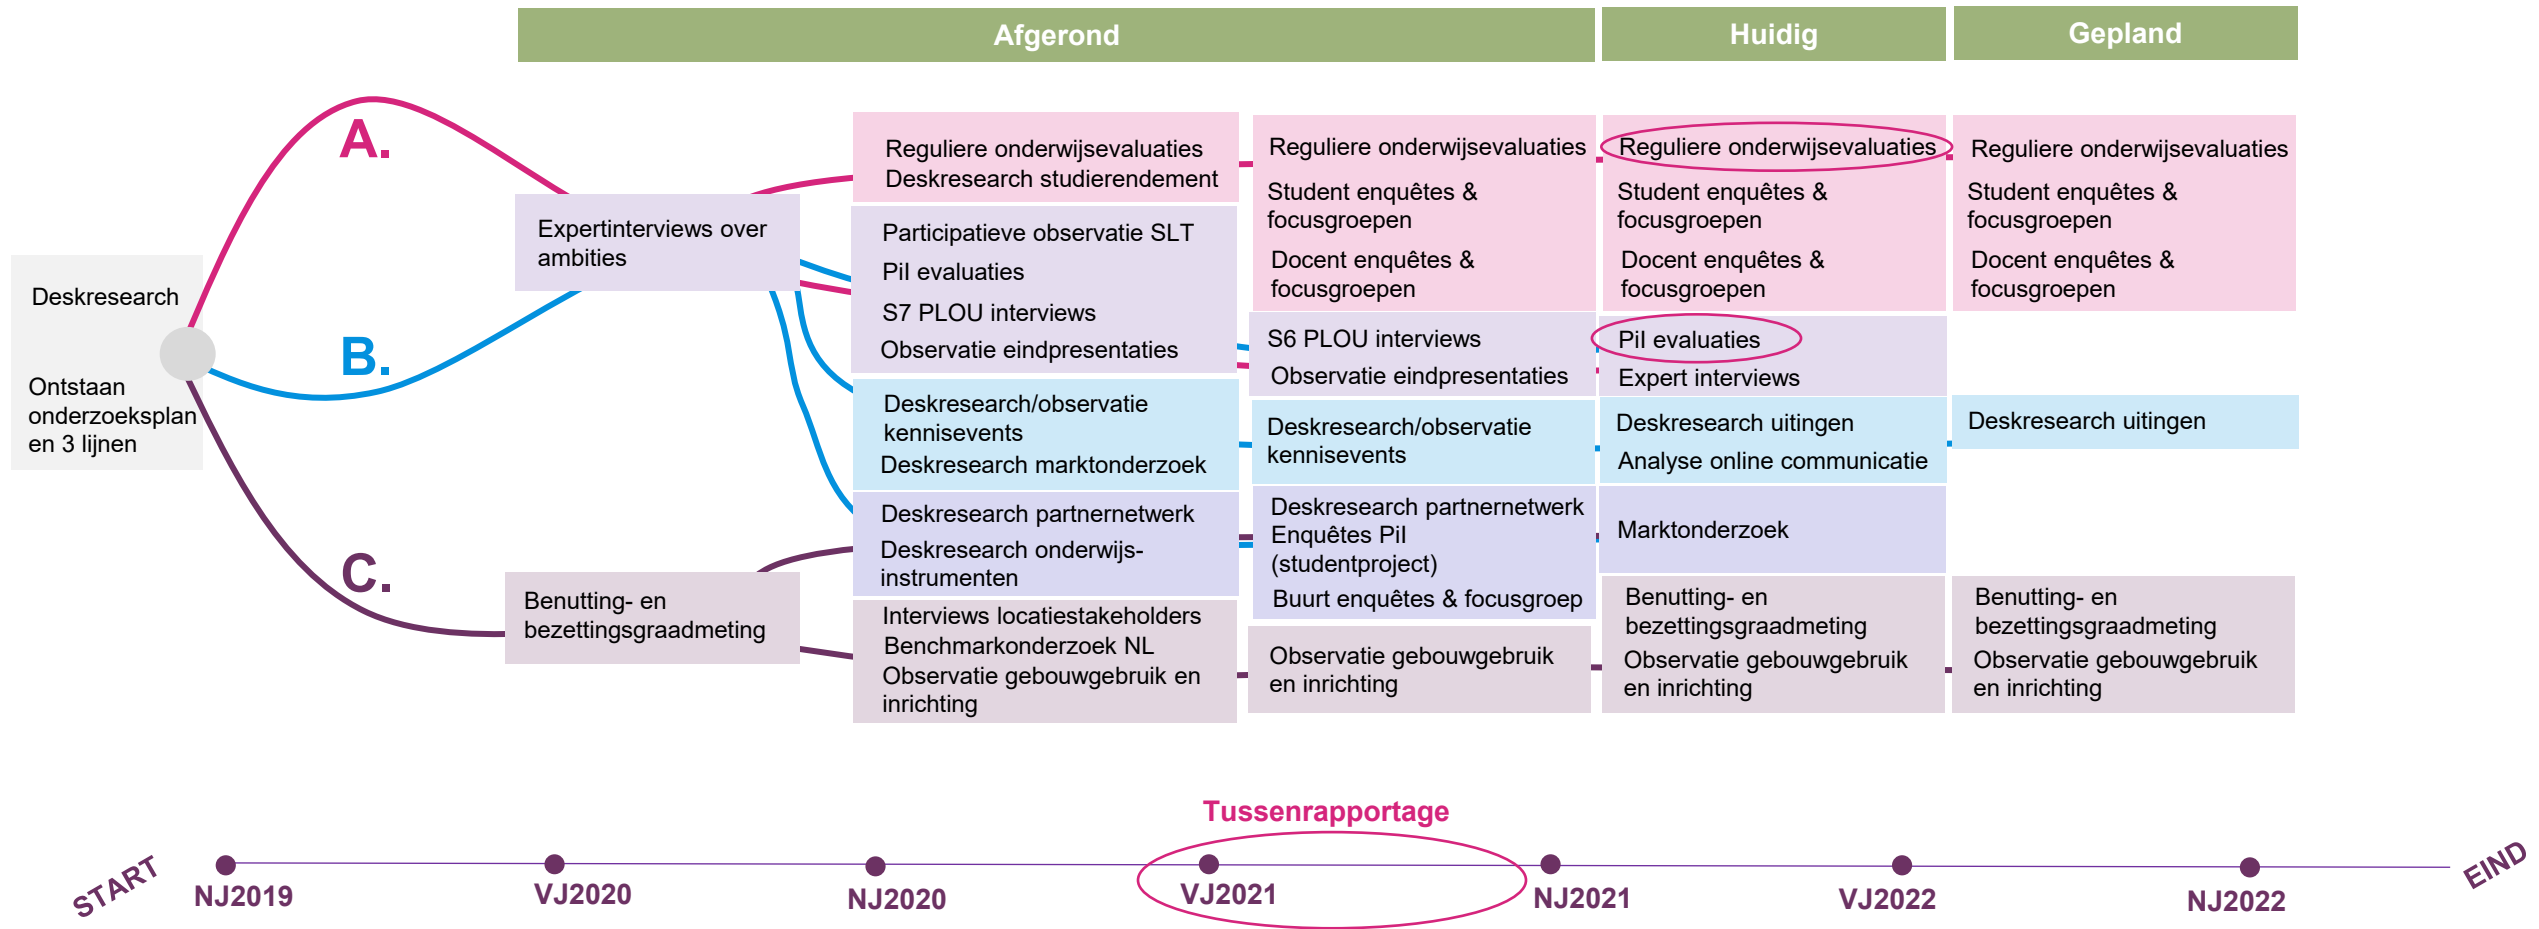 Afgerond
Huidig
Gepland
A.
B.
C.
Deskresearch
Ontstaan
onderzoeksplan
en 3 lijnen
Expertinterviews over
ambities
Benutting- en
bezettingsgraadmeting
Reguliere onderwijsevaluaties
Deskresearch studierendement
Participatieve observatie SLT
PiI evaluaties
S7 PLOU interviews
Observatie eindpresentaties
Deskresearch/observatie
kennisevents
Deskresearch marktonderzoek
Deskresearch partnernetwerk
Deskresearch onderwijs-
instrumenten
Interviews locatiestakeholders
Benchmarkonderzoek NL
Observatie gebouwgebruik en
inrichting
Reguliere onderwijsevaluaties
Student enquêtes &
focusgroepen
Docent enquêtes &
focusgroepen
S6 PLOU interviews
Observatie eindpresentaties
Deskresearch/observatie
kennisevents
Deskresearch partnernetwerk
Enquêtes PiI
(studentproject)
Buurt enquêtes & focusgroep
Observatie gebouwgebruik
en inrichting
Reguliere onderwijsevaluaties
Student enquêtes &
focusgroepen
Docent enquêtes &
focusgroepen
PiI evaluaties
Expert interviews
Deskresearch uitingen
Analyse online communicatie
Marktonderzoek
Benutting- en
bezettingsgraadmeting
Observatie gebouwgebruik
en inrichting
Reguliere onderwijsevaluaties
Student enquêtes &
focusgroepen
Docent enquêtes &
focusgroepen
Deskresearch uitingen
Benutting- en
bezettingsgraadmeting
Observatie gebouwgebruik
en inrichting
Tussenrapportage
START
NJ2019
VJ2020
NJ2020
VJ2021
NJ2021
VJ2022
NJ2022
EIND